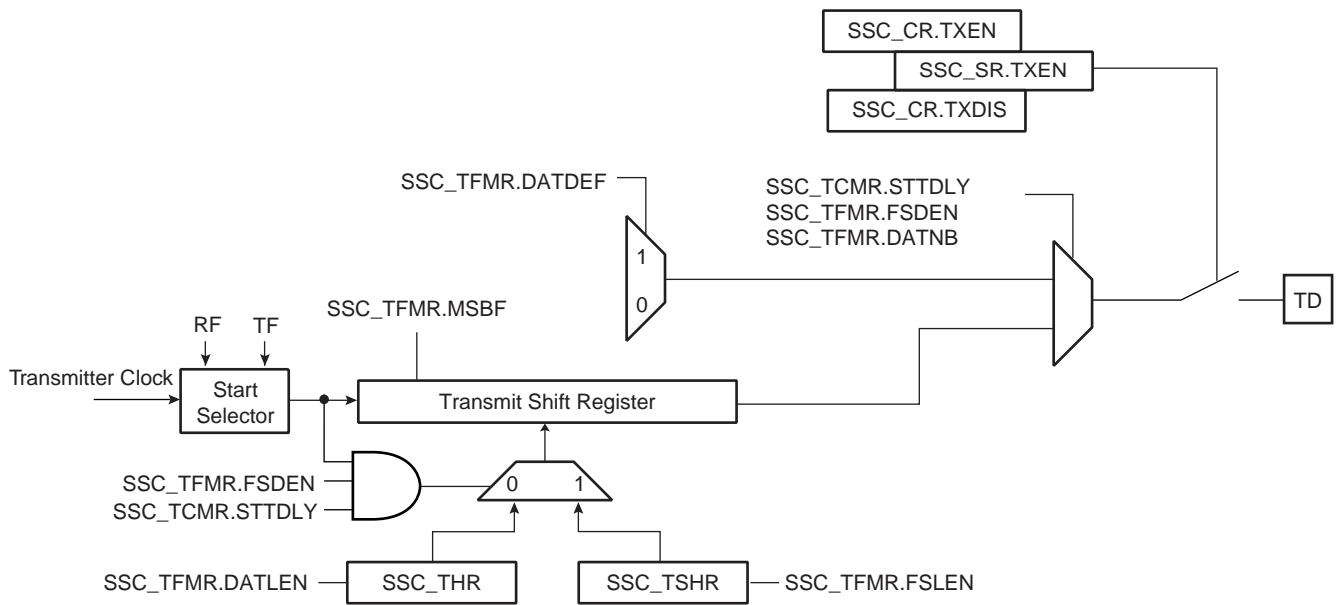 SSC_CR.TXEN
SSC_SR.TXEN
SSC_CR.TXDIS
SSC_TFMR.DATDEF
SSC_TCMR.STTDLY
SSC_TFMR.FSDEN
SSC_TFMR.DATNB
1
0
TD
SSC_TFMR.MSBF
RF
TF
Transmitter Clock
Start
Selector
Transmit Shift Register
SSC_TFMR.FSDEN
SSC_TCMR.STTDLY
0
1
SSC_TFMR.DATLEN
SSC_THR
SSC_TSHR
SSC_TFMR.FSLEN